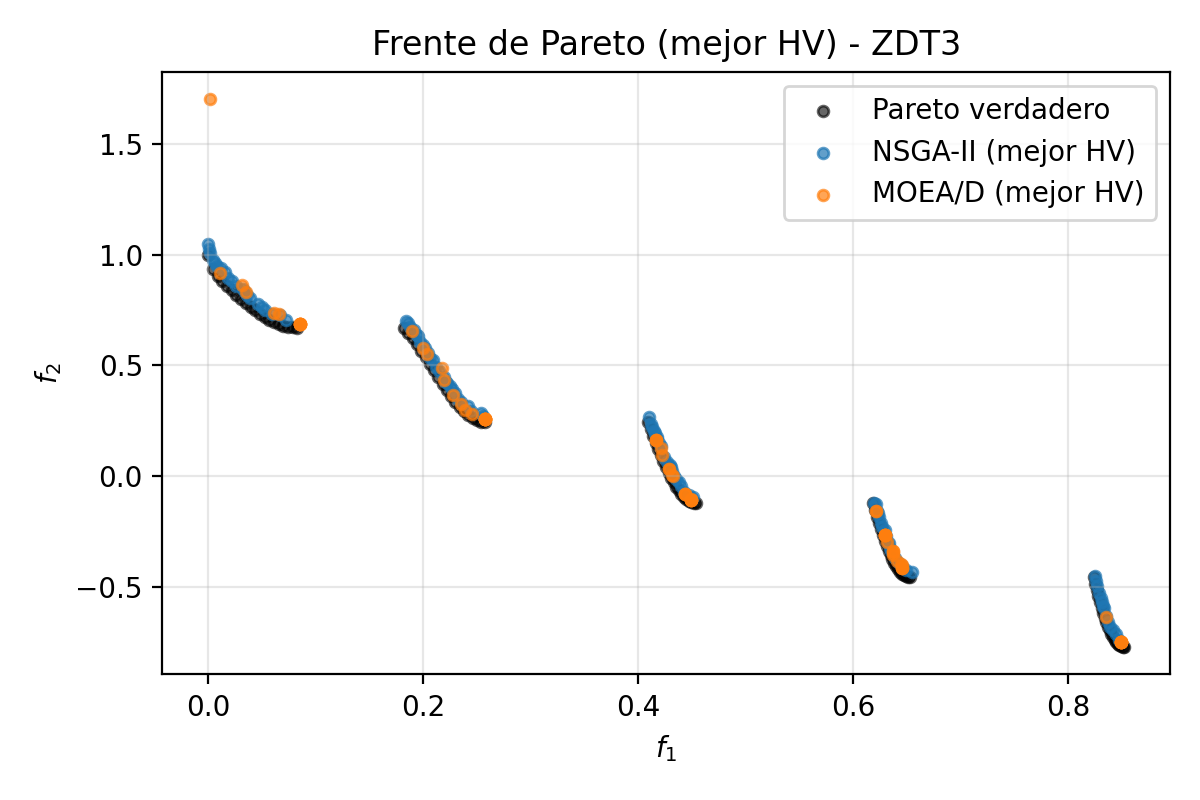 Frente de Pareto (mejor HV) - ZDT3
Pareto verdadero
NSGA-II (mejor HV)
MOEA/D (mejor HV)
1.5
1.0
0.5
0.0
−0.5
f₂
0.0 0.2 0.4 0.6 0.8
f₁